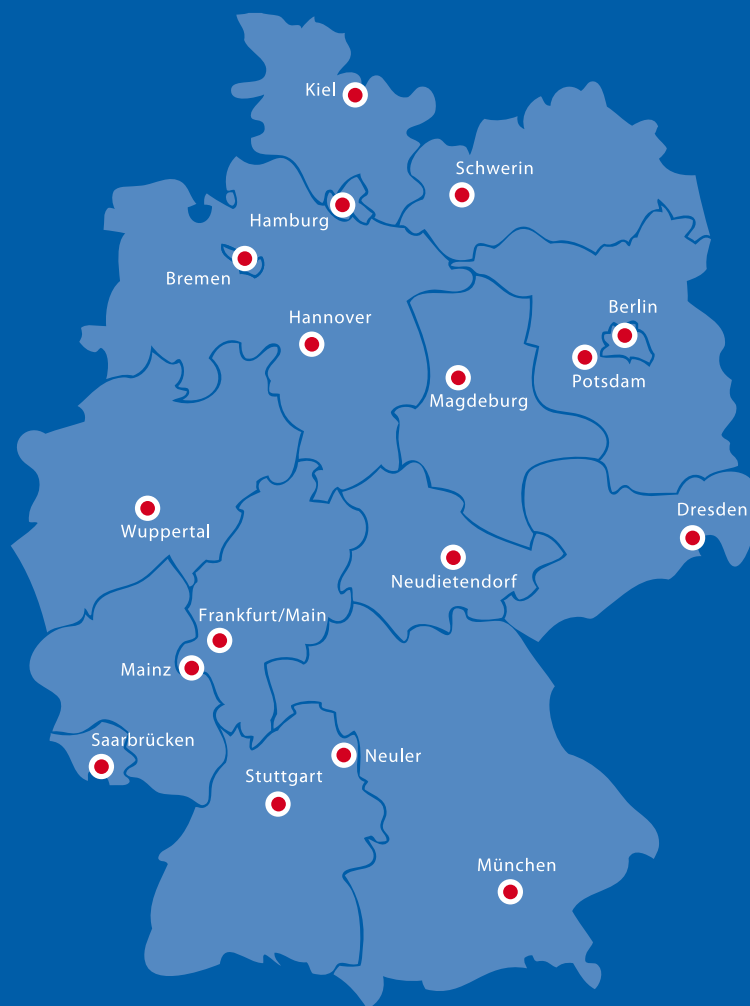 Kiel
Schwerin
Hamburg
Bremen
Berlin
Hannover
Potsdam
Magdeburg
Dresden
Wuppertal
Neudietendorf
Frankfurt/Main
Mainz
Saarbrücken
Neuler
Stuttgart
München